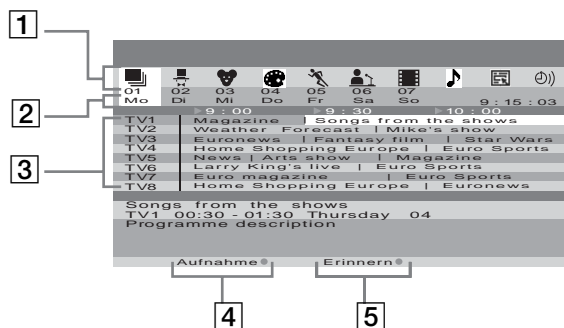 1
01 02 03 04 05 06 07
2
Mo Di Mi Do Fr Sa So 9 : 15 : 03
9 : 00 9 : 30 10 : 00
TV1 Magazine | Songs from the shows
TV2 Weather Forecast | Mike's show
TV3 Euronews | Fantasy film | Star Wars
TV4 Home Shopping Europe | Euro Sports
3
TV5 News | Arts show | Magazine
TV6 Larry King's live | Euro Sports
TV7 Euro magazine | Euro Sports
TV8 Home Shopping Europe | Euronews
Songs from the shows
TV1 00:30 - 01:30 Thursday 04
Programme description
Aufnahme Erinnern
4 5